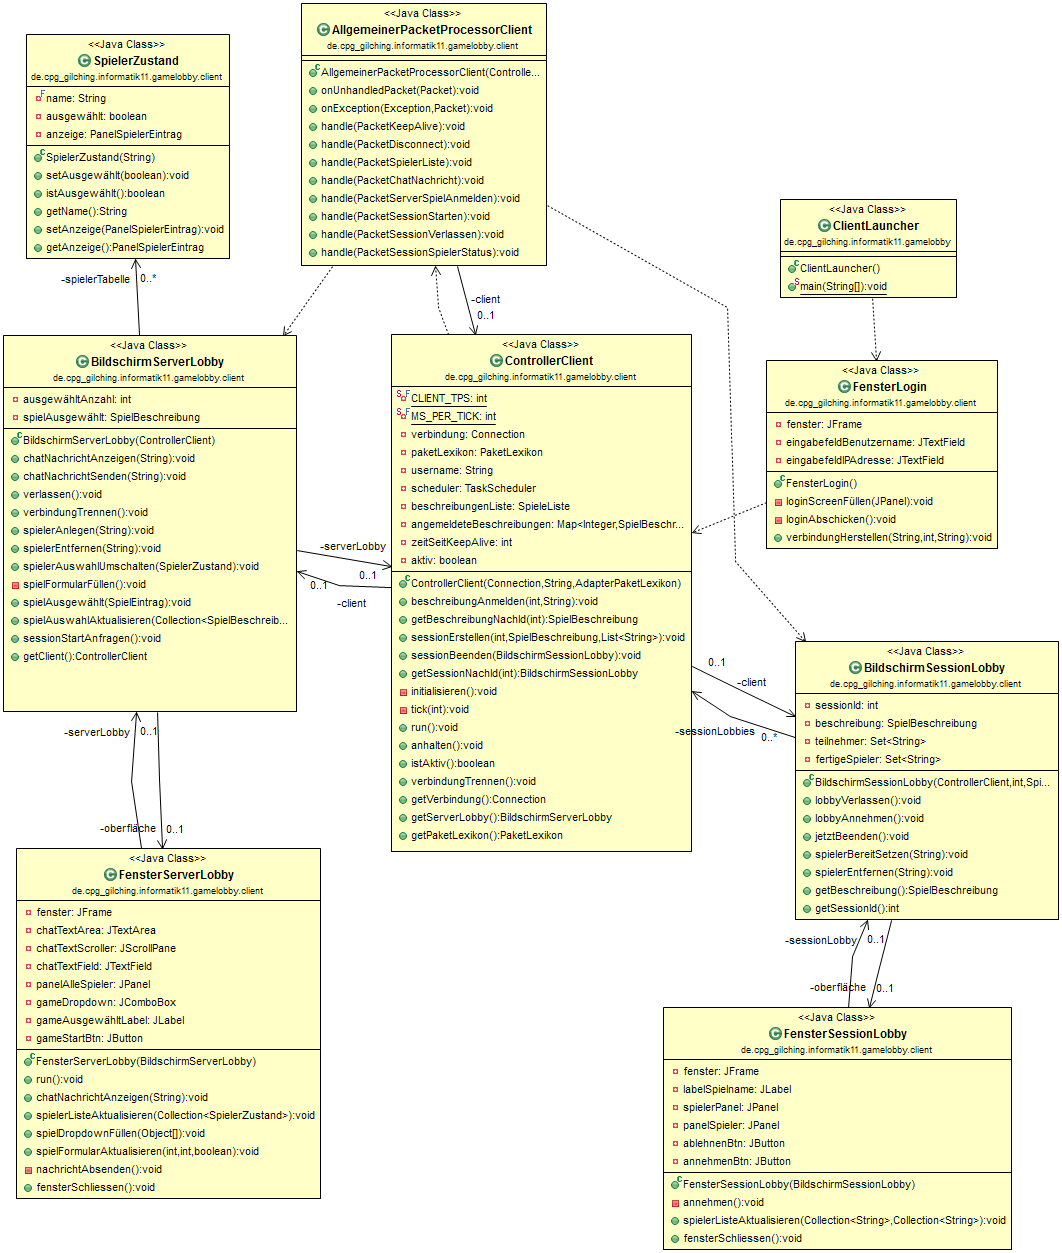 <<Java Class>>
SpielerZustand
de.cpg_gilching.informatik11.gamelobby.client
name: String
ausgewählt: boolean
anzeige: PanelSpielerEintrag
SpielerZustand(String)
setAusgewählt(boolean):void
istAusgewählt():boolean
getName():String
setAnzeige(PanelSpielerEintrag):void
getAnzeige():PanelSpielerEintrag
<<Java Class>>
AllgemeinerPacketProcessorClient
de.cpg_gilching.informatik11.gamelobby.client
AllgemeinerPacketProcessorClient(Controlle...
onUnhandledPacket(Packet):void
onException(Exception,Packet):void
handle(PacketKeepAlive):void
handle(PacketDisconnect):void
handle(PacketSpielerListe):void
handle(PacketChatNachricht):void
handle(PacketServerSpielAnmelden):void
handle(PacketSessionStarten):void
handle(PacketSessionVerlassen):void
handle(PacketSessionSpielerStatus):void
<<Java Class>>
ClientLauncher
de.cpg_gilching.informatik11.gamelobby
ClientLauncher()
main(String[]):void
-spielerTabelle
0..*
-client
0..1
<<Java Class>>
BildschirmServerLobby
de.cpg_gilching.informatik11.gamelobby.client
ausgewähltAnzahl: int
spielAusgewählt: SpielBeschreibung
BildschirmServerLobby(ControllerClient)
chatNachrichtAnzeigen(String):void
chatNachrichtSenden(String):void
verlassen():void
verbindungTrennen():void
spielerAnlegen(String):void
spielerEntfernen(String):void
spielerAuswahlUmschalten(SpielerZustand):void
spielFormularFüllen():void
spielAusgewählt(SpielEintrag):void
spielAuswahlAktualisieren(Collection<SpielBeschreib...
sessionStartAnfragen():void
getClient():ControllerClient
-serverLobby
0..1
0..1
-client
<<Java Class>>
ControllerClient
de.cpg_gilching.informatik11.gamelobby.client
CLIENT_TPS: int
MS_PER_TICK: int
verbindung: Connection
paketLexikon: PaketLexikon
username: String
scheduler: TaskScheduler
beschreibungenListe: SpieleListe
angemeldeteBeschreibungen: Map<Integer,SpielBeschr...
zeitSeitKeepAlive: int
aktiv: boolean
ControllerClient(Connection,String,AdapterPaketLexikon)
beschreibungAnmelden(int,String):void
getBeschreibungNachId(int):SpielBeschreibung
sessionErstellen(int,SpielBeschreibung,List<String>):void
sessionBeenden(BildschirmSessionLobby):void
getSessionNachId(int):BildschirmSessionLobby
initialisieren():void
tick(int):void
run():void
anhalten():void
istAktiv():boolean
verbindungTrennen():void
getVerbindung():Connection
getServerLobby():BildschirmServerLobby
getPaketLexikon():PaketLexikon
<<Java Class>>
FensterLogin
de.cpg_gilching.informatik11.gamelobby.client
fenster: JFrame
eingabefeldBenutzername: JTextField
eingabefeldIPAdresse: JTextField
FensterLogin()
loginScreenFüllen(JPanel):void
loginAbschicken():void
verbindungHerstellen(String,int,String):void
0..1
-client
-sessionLobbies
0..*
<<Java Class>>
BildschirmSessionLobby
de.cpg_gilching.informatik11.gamelobby.client
sessionId: int
beschreibung: SpielBeschreibung
teilnehmer: Set<String>
fertigeSpieler: Set<String>
BildschirmSessionLobby(ControllerClient,int,Spi...
lobbyVerlassen():void
lobbyAnnehmen():void
jetztBeenden():void
spielerBereitSetzen(String):void
spielerEntfernen(String):void
getBeschreibung():SpielBeschreibung
getSessionId():int
-serverLobby
0..1
-oberfläche
0..1
<<Java Class>>
FensterServerLobby
de.cpg_gilching.informatik11.gamelobby.client
fenster: JFrame
chatTextArea: JTextArea
chatTextScroller: JScrollPane
chatTextField: JTextField
panelAlleSpieler: JPanel
gameDropdown: JComboBox
gameAusgewähltLabel: JLabel
gameStartBtn: JButton
FensterServerLobby(BildschirmServerLobby)
run():void
chatNachrichtAnzeigen(String):void
spielerListeAktualisieren(Collection<SpielerZustand>):void
spielDropdownFüllen(Object[]):void
spielFormularAktualisieren(int,int,boolean):void
nachrichtAbsenden():void
fensterSchliessen():void
-sessionLobby
0..1
-oberfläche
0..1
<<Java Class>>
FensterSessionLobby
de.cpg_gilching.informatik11.gamelobby.client
fenster: JFrame
labelSpielname: JLabel
spielerPanel: JPanel
panelSpieler: JPanel
ablehnenBtn: JButton
annehmenBtn: JButton
FensterSessionLobby(BildschirmSessionLobby)
annehmen():void
spielerListeAktualisieren(Collection<String>,Collection<String>):void
fensterSchliessen():void